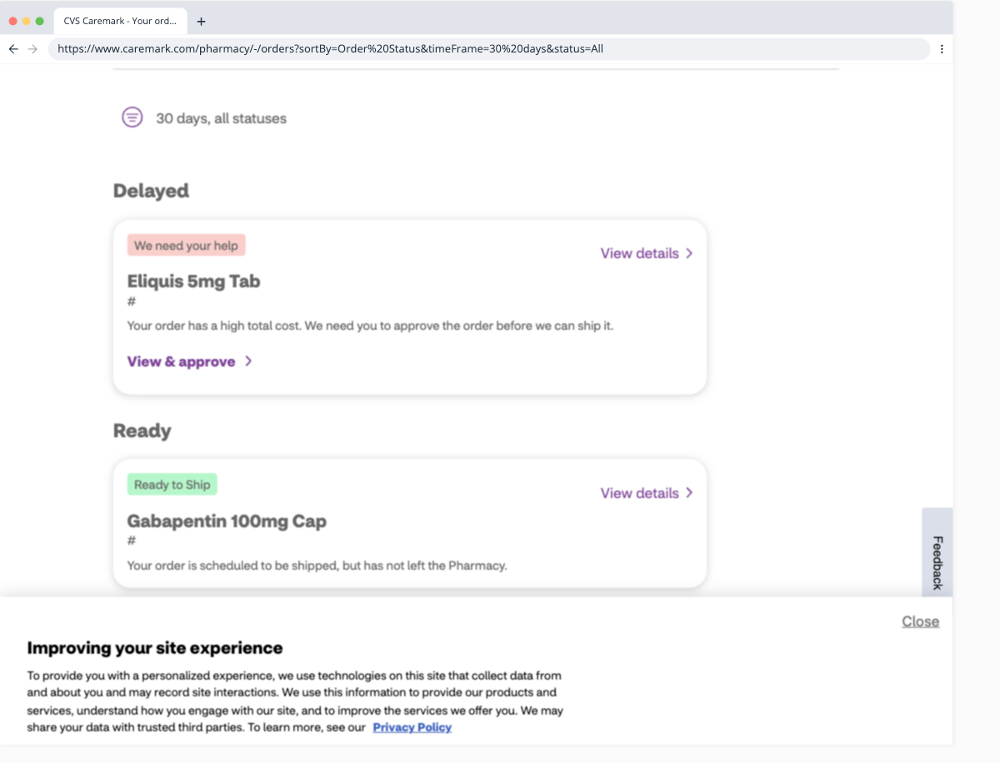 CVS Caremark - Your ord...
+
https://www.caremark.com/pharmacy/-/orders?sortBy=Order%20Status&timeFrame=30%20days&status=All
30 days, all statuses
Delayed
We need your help
View details
Eliquis 5mg Tab
#
Your order has a high total cost. We need you to approve the order before we can ship it.
View & approve
Ready
Ready to Ship
View details
Gabapentin 100mg Cap
#
Your order is scheduled to be shipped, but has not left the Pharmacy.
Feedback
Close
Improving your site experience
To provide you with a personalized experience, we use technologies on this site that collect data from
and about you and may record site interactions. We use this information to provide our products and
services, understand how you engage with our site, and to improve the services we offer you. We may
share your data with trusted third parties. To learn more, see our Privacy Policy